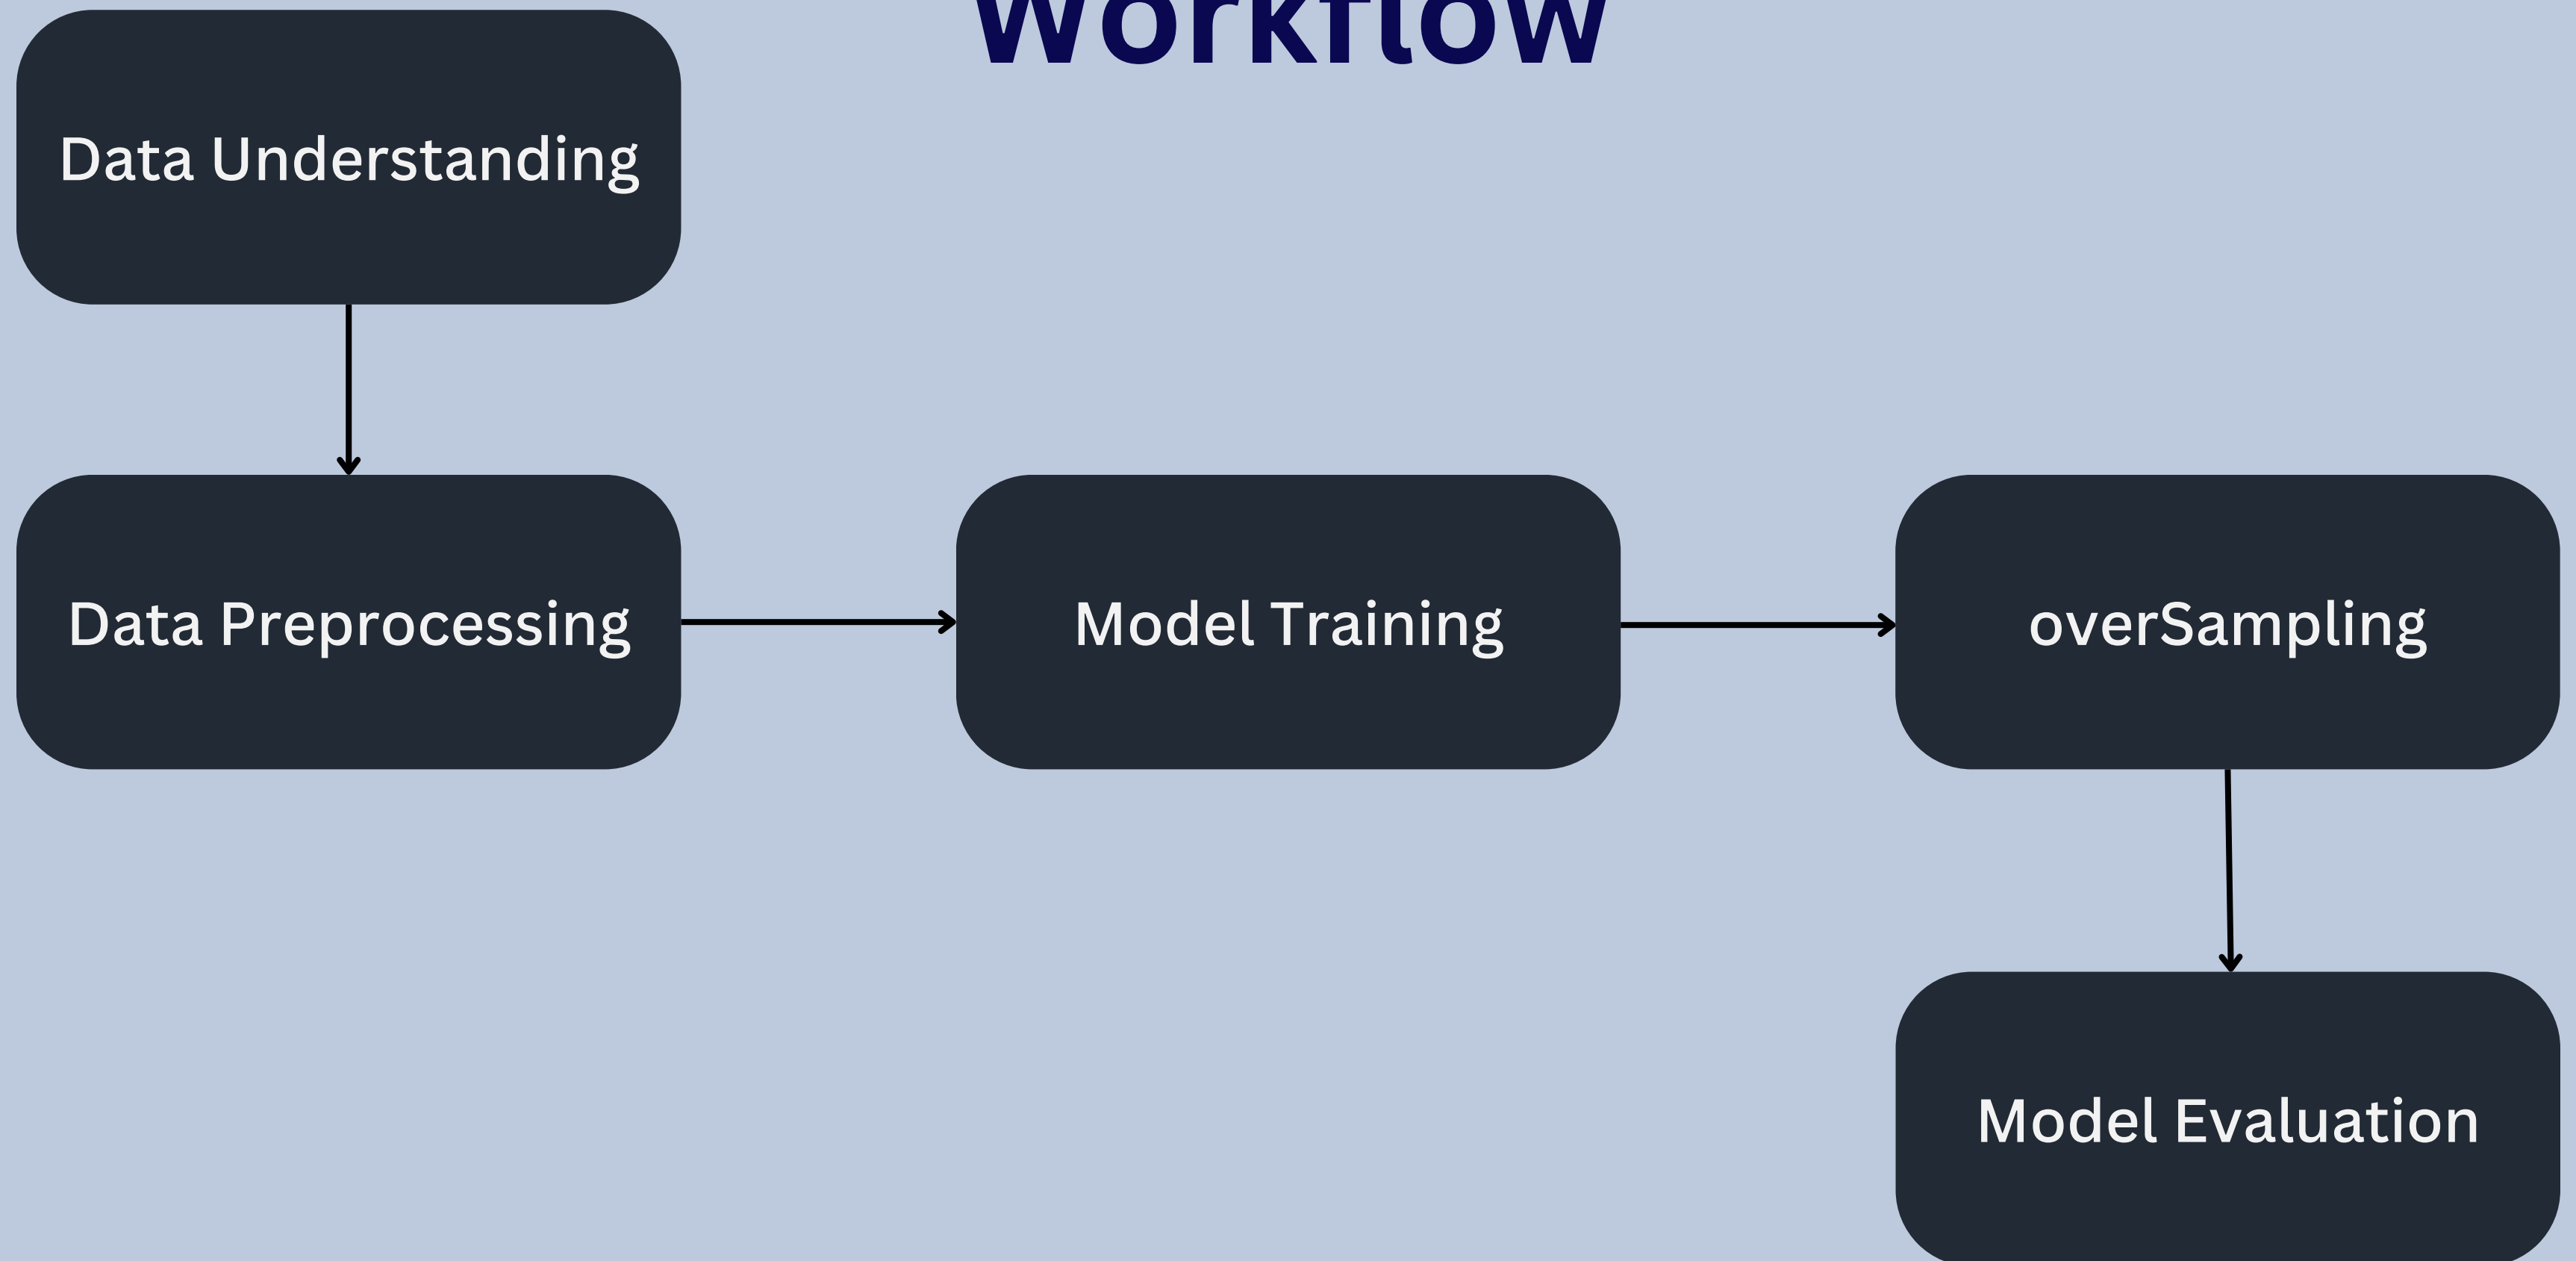 Workflow
Data Understanding
Data Preprocessing
Model Training
overSampling
Model Evaluation